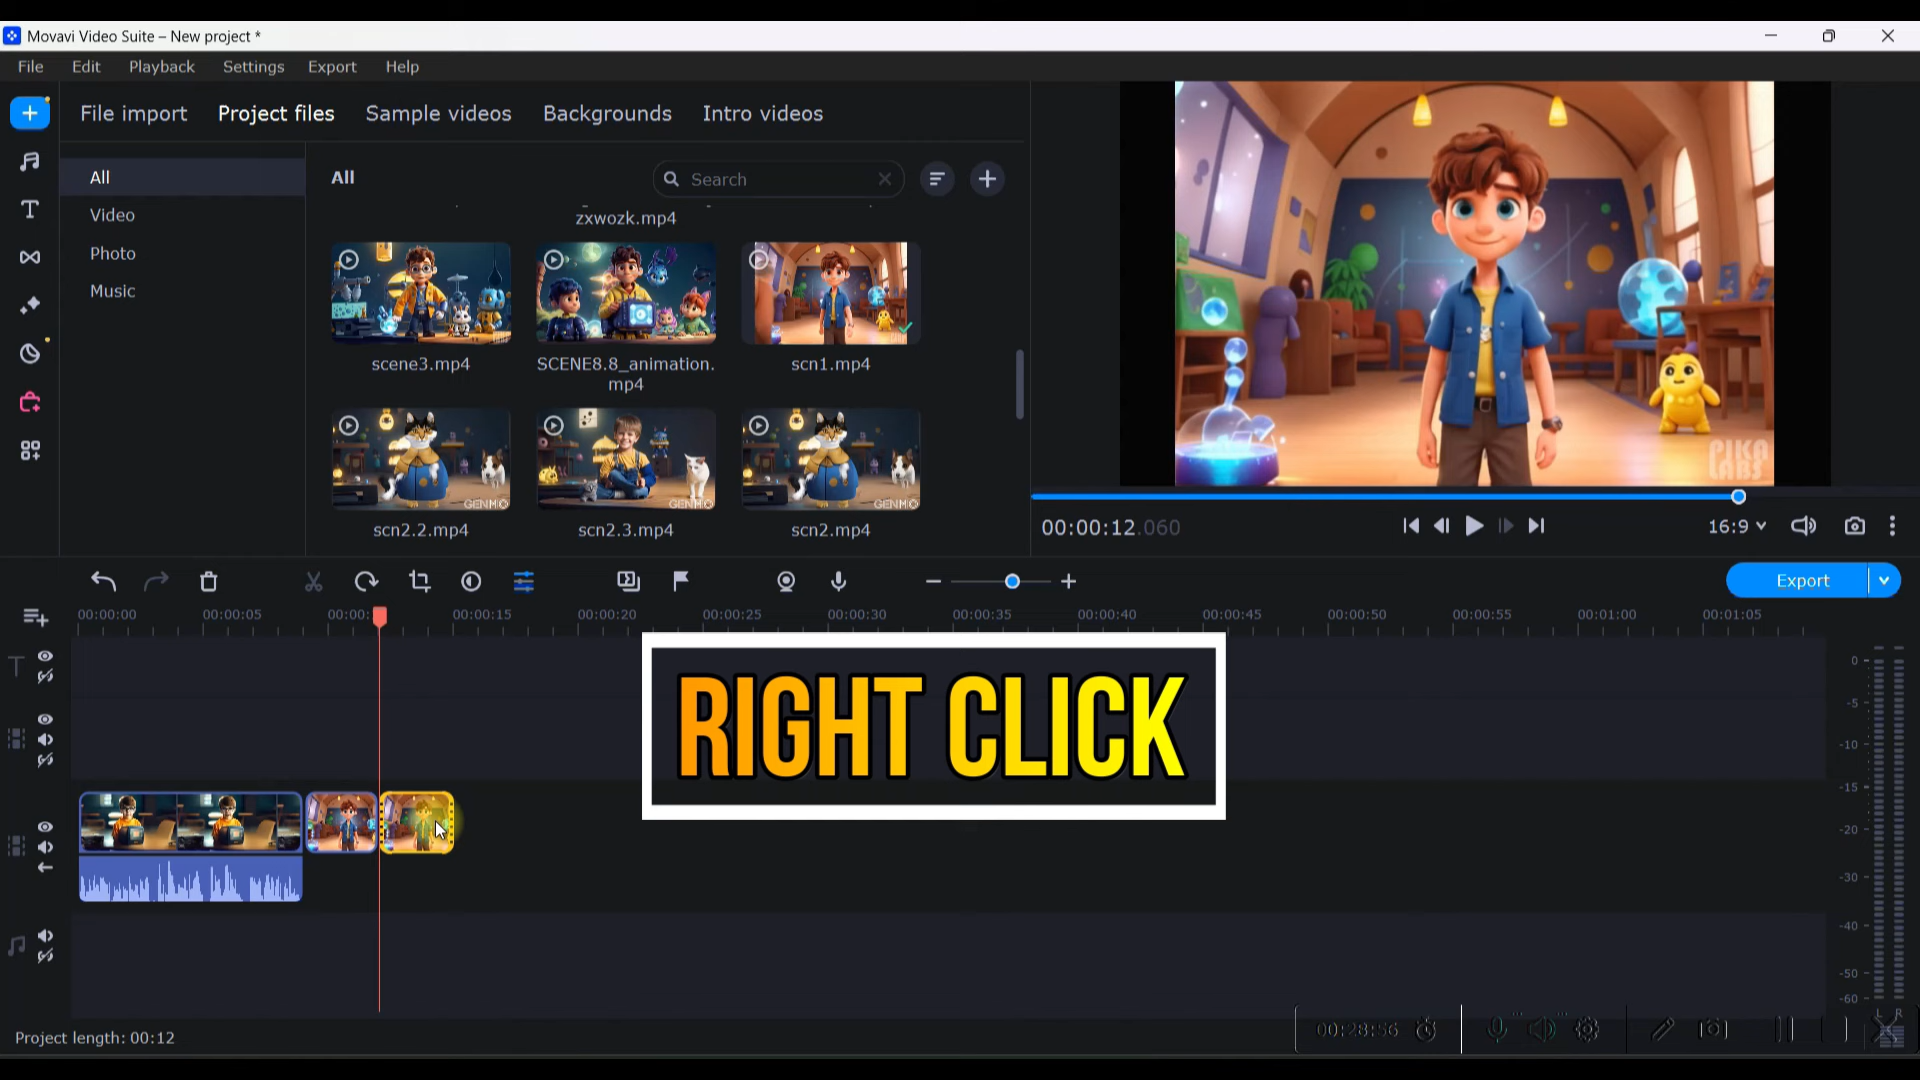 Movavi Video Suite – New project *
File Edit Playback Settings Export Help
File import Project files Sample videos Backgrounds Intro videos
All
Video
Photo
Music
All Search
zxwozk.mp4
scene3.mp4
SCENE8.8_animation.
mp4
scn1.mp4
GENMO
GENMO
GENMO
scn2.2.mp4
scn2.3.mp4
scn2.mp4
PIKA
LABS
00:00:12.060
16:9
Export
00:00:00 00:00:05 00:00: 00:00:15 00:00:20 00:00:25 00:00:30 00:00:35 00:00:40 00:00:45 00:00:50 00:00:55 00:01:00 00:01:05
RIGHT CLICK
0
-5
-10
-15
-20
-30
-40
-50
-60
L R
Project length: 00:12
00:28:56